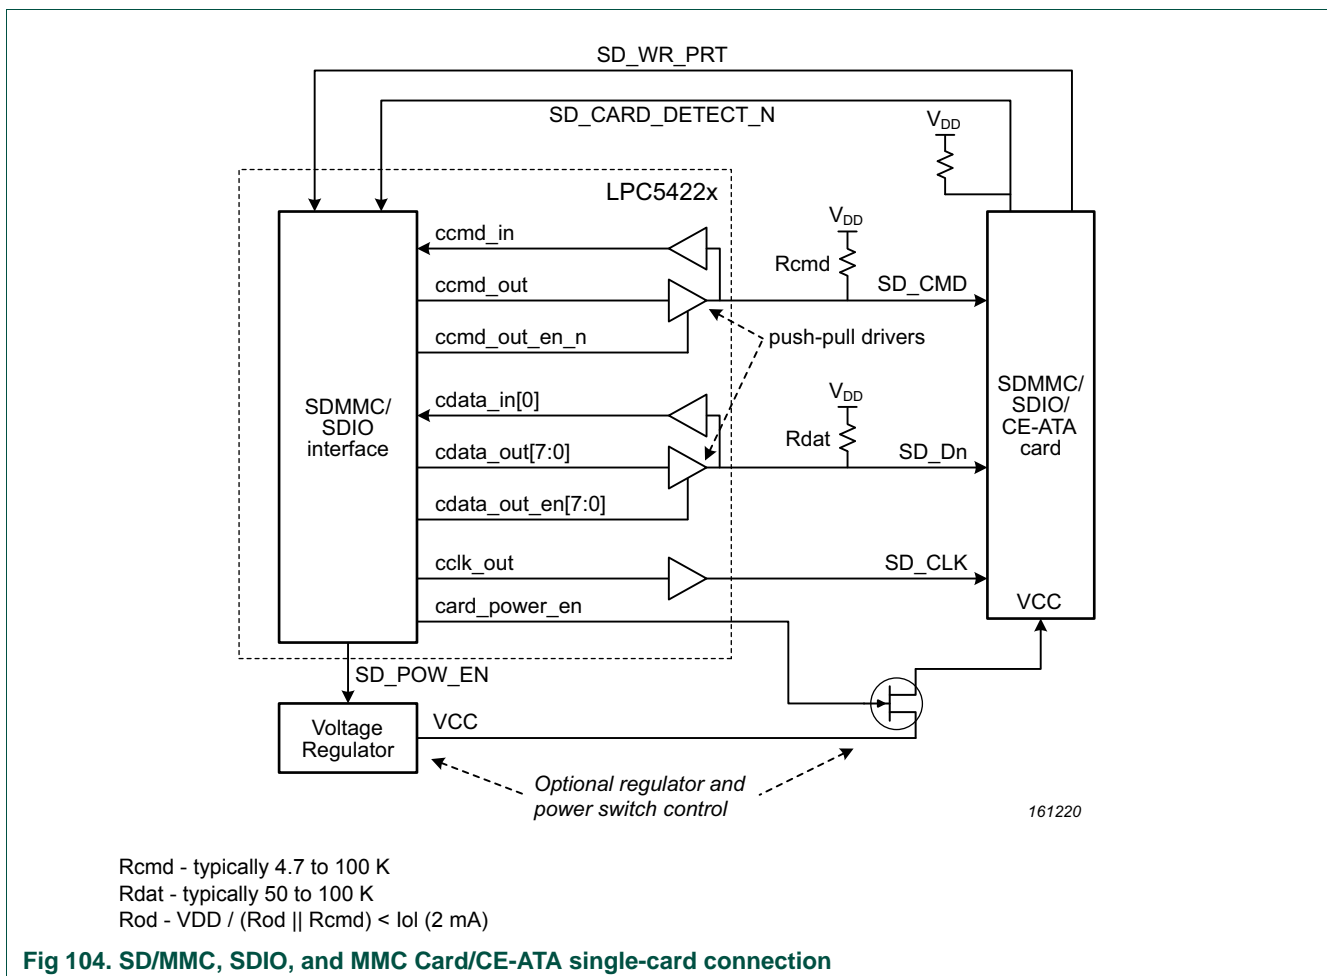 SD_WR_PRT
SD_CARD_DETECT_N
VDD
LPC5422x
ccmd_in
VDD
Rcmd
ccmd_out
SD_CMD
ccmd_out_en_n
push-pull drivers
SDMMC/
SDIO
interface
cdata_in[0]
VDD
Rdat
SDMMC/
SDIO/
CE-ATA
card
cdata_out[7:0]
SD_Dn
cdata_out_en[7:0]
cclk_out
SD_CLK
card_power_en
VCC
SD_POW_EN
Voltage
Regulator
VCC
Optional regulator and
power switch control
161220
Rcmd - typically 4.7 to 100 K
Rdat - typically 50 to 100 K
Rod - VDD / (Rod || Rcmd) < Iol (2 mA)
Fig 104. SD/MMC, SDIO, and MMC Card/CE-ATA single-card connection